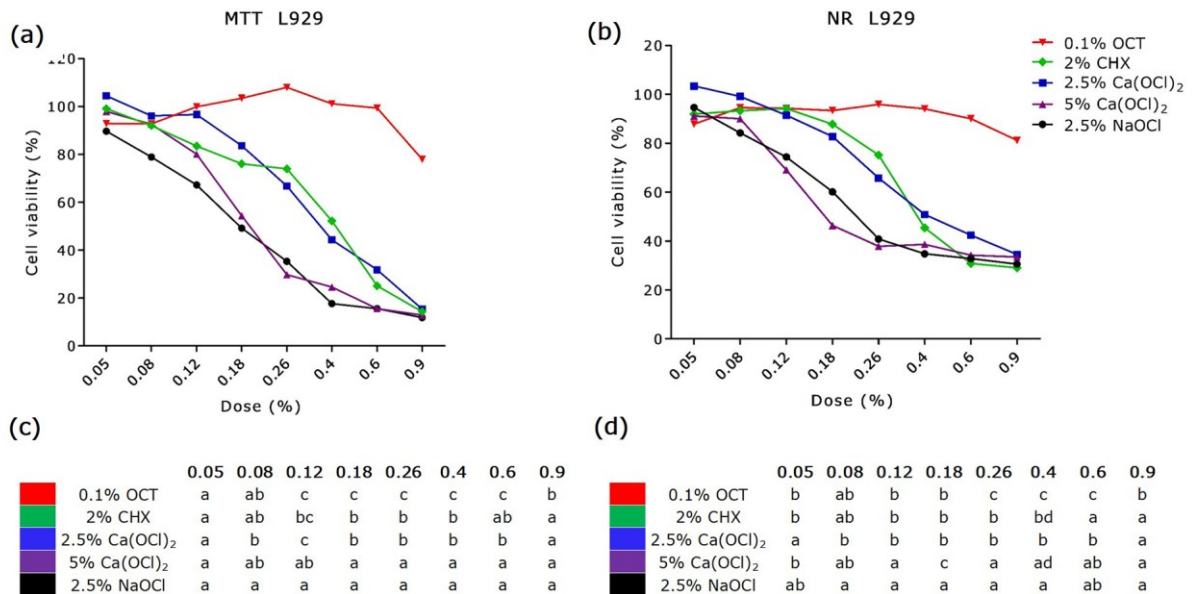 MTT L929
NR L929
(a)
(b)
120
100
80
60
40
20
0
Cell viability (%)
0.05 0.08 0.12 0.18 0.26 0.4 0.6 0.9
Dose (%)
20
100
80
60
40
20
0
Cell viability (%)
0.05 0.08 0.12 0.18 0.26 0.4 0.6 0.9
Dose (%)
0.1% OCT
2% CHX
2.5% Ca(OCl)₂
5% Ca(OCl)₂
2.5% NaOCl
(c)
0.05 0.08 0.12 0.18 0.26 0.4 0.6 0.9
0.1% OCT a ab c c c c c b
2% CHX a ab bc b b b ab a
2.5% Ca(OCl)₂ a b c b b b b a
5% Ca(OCl)₂ a ab ab a a a a a
2.5% NaOCl a a a a a a a a
(d)
0.05 0.08 0.12 0.18 0.26 0.4 0.6 0.9
0.1% OCT b ab b b c c c b
2% CHX b ab b b b bd a a
2.5% Ca(OCl)₂ a b b b b b b a
5% Ca(OCl)₂ b ab a c a ad ab a
2.5% NaOCl ab a a a a a ab a